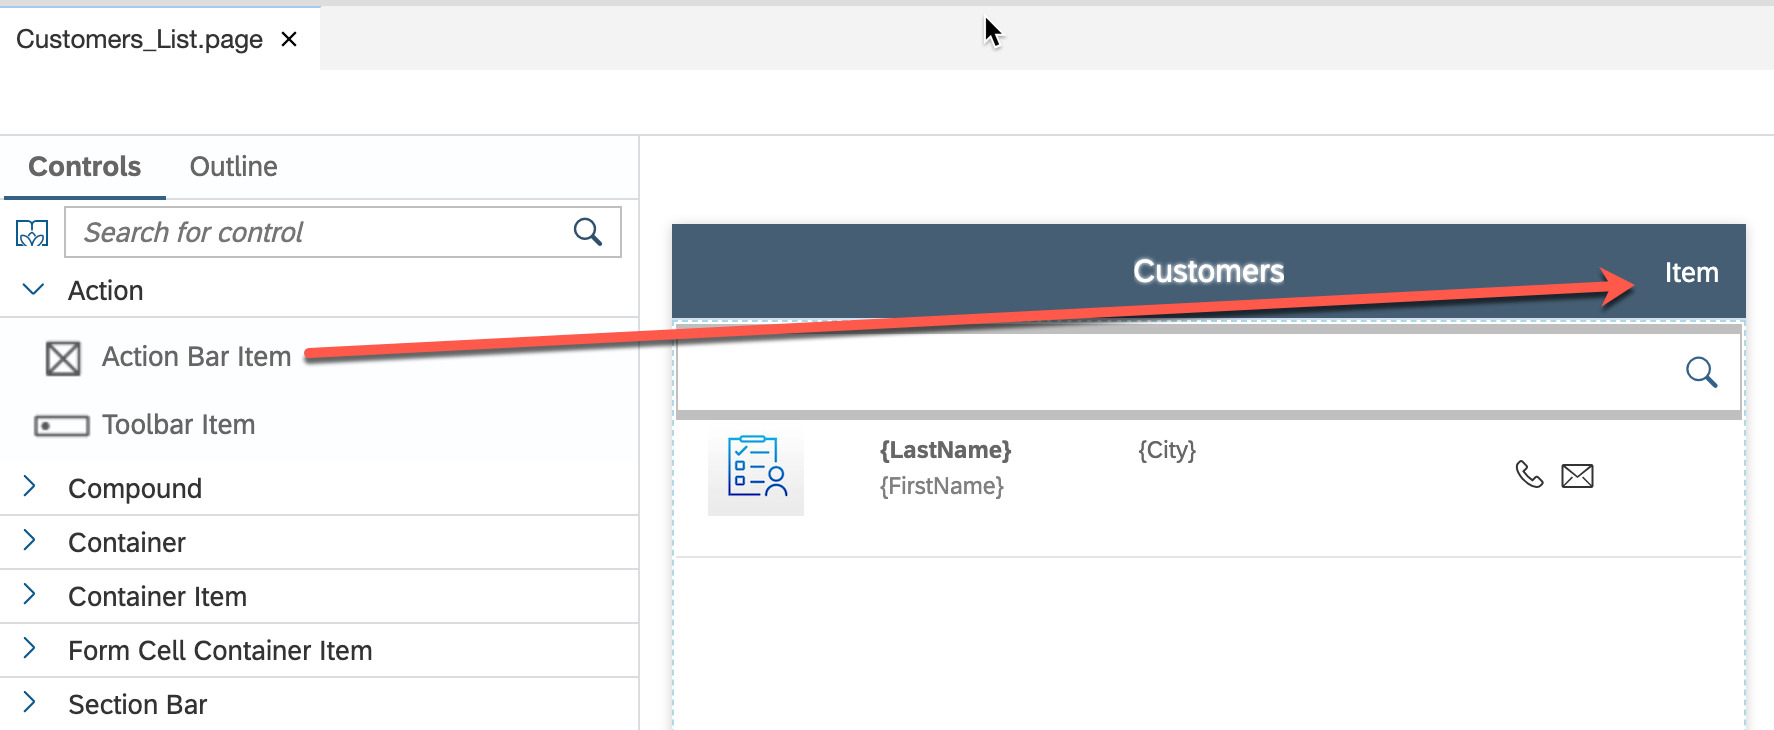 Customers_List.page
Controls Outline
Search for control
Action
Action Bar Item
Toolbar Item
Compound
Container
Container Item
Form Cell Container Item
Section Bar
Customers
Item
{LastName}
{City}
{FirstName}